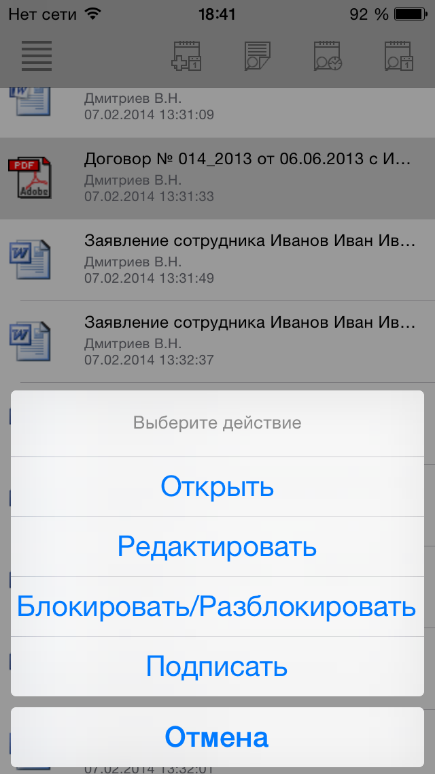 Нет сети 18:41 92 %
Дмитриев В.Н.
07.02.2014 13:31:09
PDF Договор № 014_2013 от 06.06.2013 с И...
Adobe Дмитриев В.Н.
07.02.2014 13:31:33
Заявление сотрудника Иванов Иван Ив...
Дмитриев В.Н.
07.02.2014 13:31:49
Заявление сотрудника Иванов Иван Ив...
Дмитриев В.Н.
07.02.2014 13:32:37
Выберите действие
Открыть
Редактировать
Блокировать/Разблокировать
Подписать
Отмена
07.02.2014 13:32:01